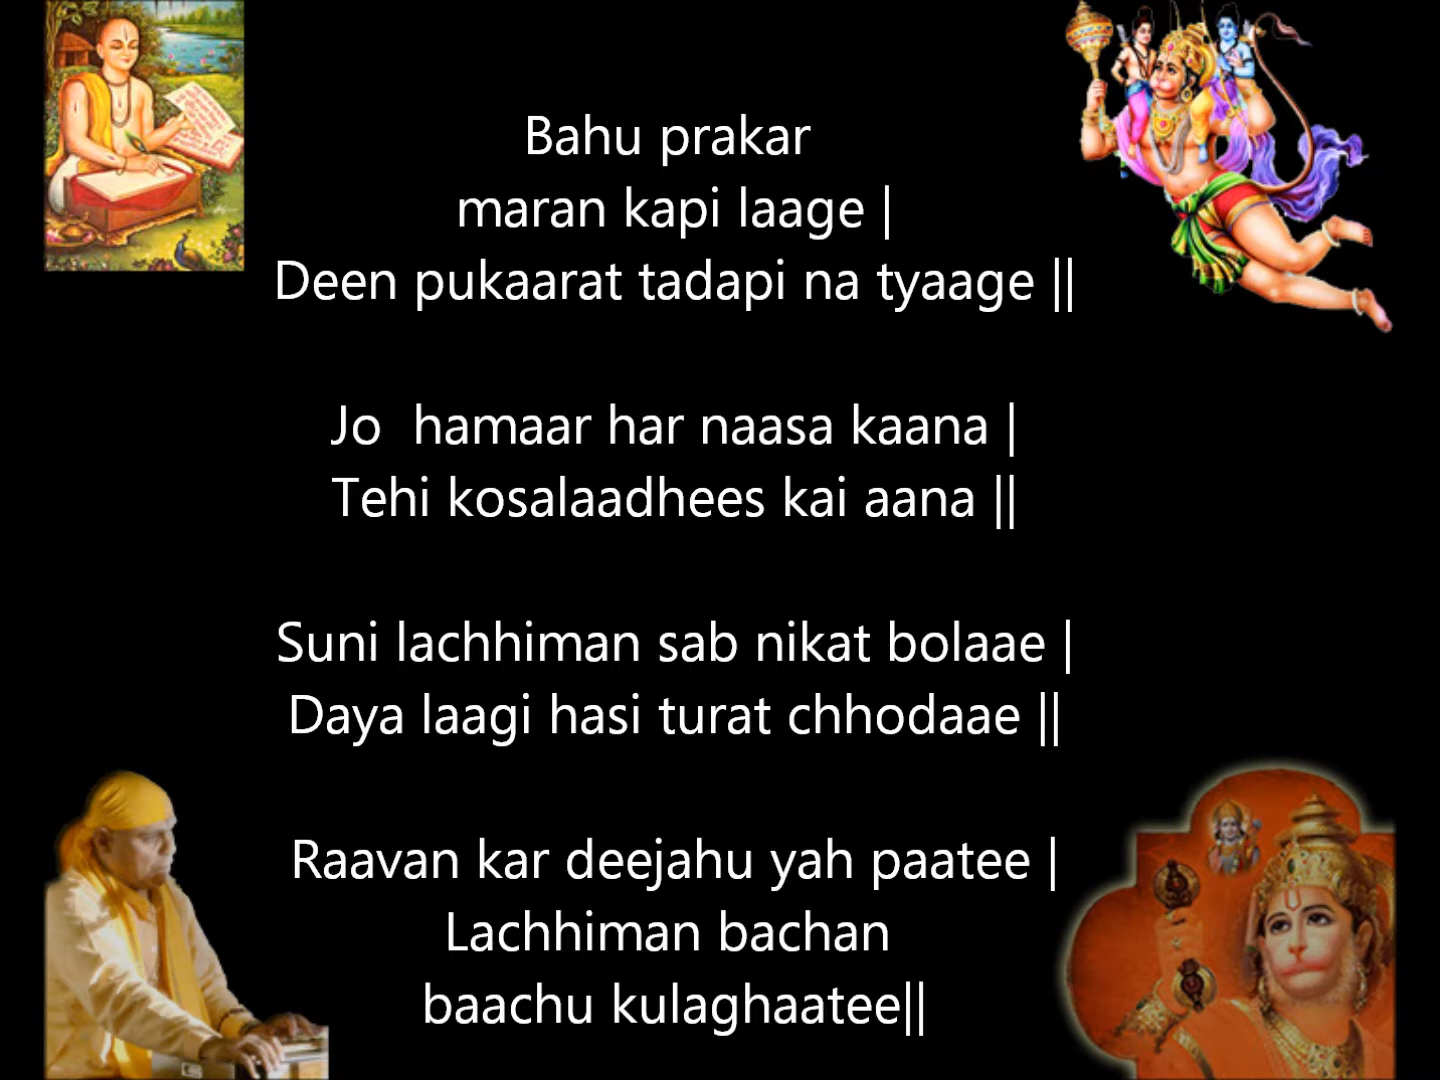 Bahu prakar
maran kapi laage |
Deen pukaarat tadapi na tyaage ||
Jo  hamaar har naasa kaana |
Tehi kosalaadhees kai aana ||
Suni lachhiman sab nikat bolaae |
Daya laagi hasi turat chhodaae ||
Raavan kar deejahu yah paatee |
Lachhiman bachan
baachu kulaghaatee||